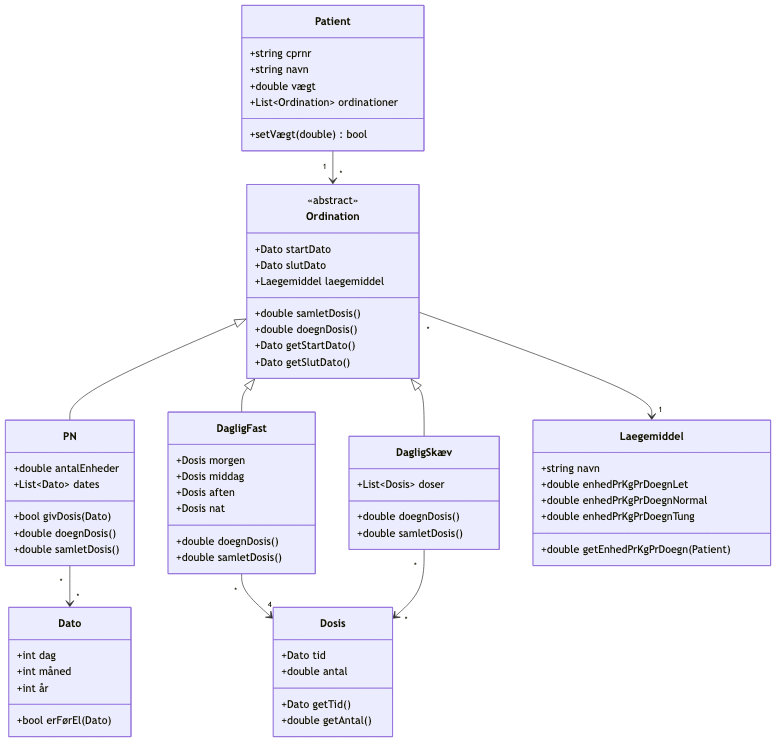 Patient
+string cprnr
+string navn
+double vægt
+List<Ordination> ordinationer
+setVægt(double) : bool
1
*
«abstract»
Ordination
+Dato startDato
+Dato slutDato
+Laegemiddel laegemiddel
+double samletDosis()
+double doegnDosis()
+Dato getStartDato()
+Dato getSlutDato()
*
1
PN
+double antalEnheder
+List<Dato> dates
+bool givDosis(Dato)
+double doegnDosis()
+double samletDosis()
*
*
DagligFast
+Dosis morgen
+Dosis middag
+Dosis aften
+Dosis nat
+double doegnDosis()
+double samletDosis()
*
4
DagligSkæv
+List<Dosis> doser
+double doegnDosis()
+double samletDosis()
*
*
Laegemiddel
+string navn
+double enhedPrKgPrDoegnLet
+double enhedPrKgPrDoegnNormal
+double enhedPrKgPrDoegnTung
+double getEnhedPrKgPrDoegn(Patient)
Dato
+int dag
+int måned
+int år
+bool erFørEl(Dato)
Dosis
+Dato tid
+double antal
+Dato getTid()
+double getAntal()